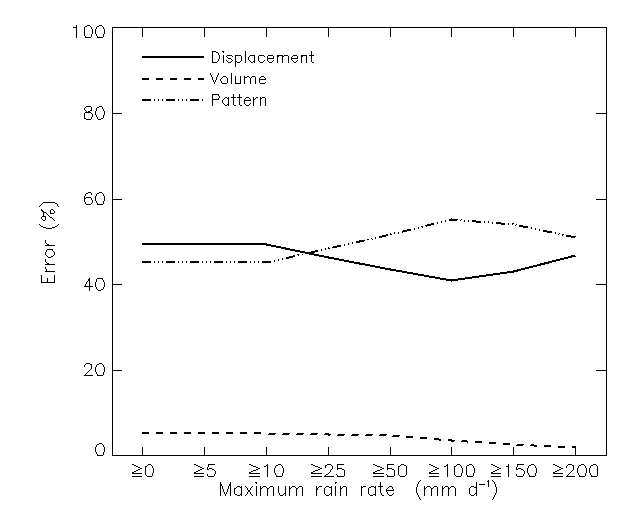 100
Displacement
Volume
Pattern
80
60
Error (%)
40
20
0
≧0 ≧5 ≧10 ≧25 ≧50 ≧100 ≧150 ≧200
Maximum rain rate (mm d⁻¹)